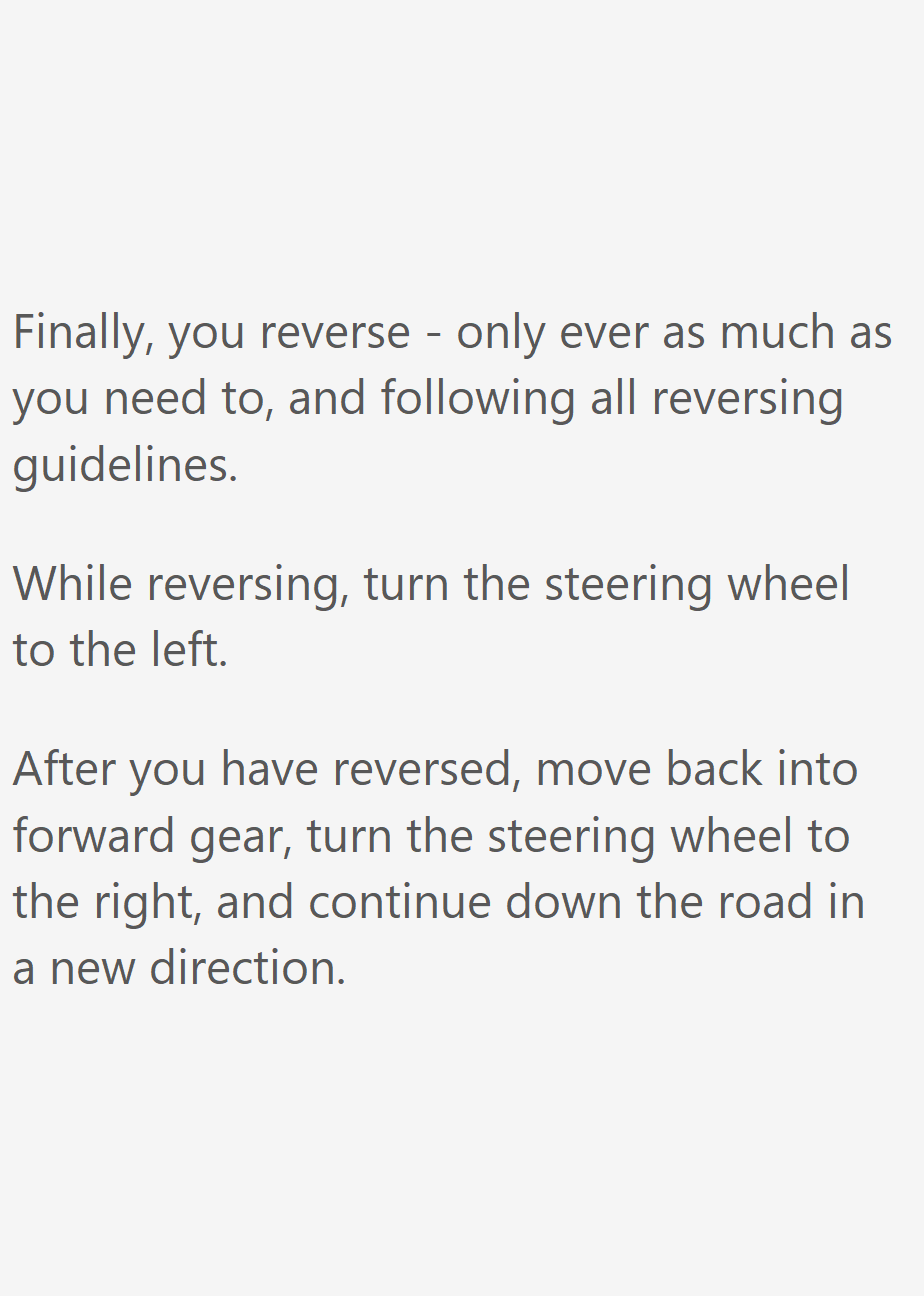 Finally, you reverse - only ever as much as
you need to, and following all reversing
guidelines.
While reversing, turn the steering wheel
to the left.
After you have reversed, move back into
forward gear, turn the steering wheel to
the right, and continue down the road in
a new direction.